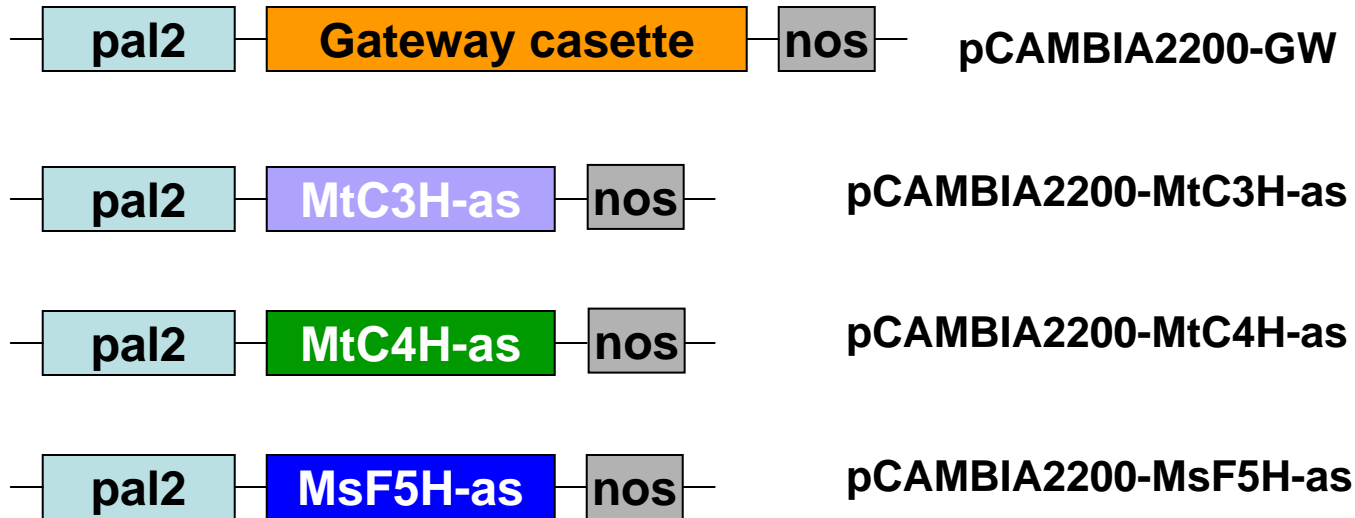 pal2 Gateway casette nos pCAMBIA2200-GW
pal2 MtC3H-as nos pCAMBIA2200-MtC3H-as
pal2 MtC4H-as nos pCAMBIA2200-MtC4H-as
pal2 MsF5H-as nos pCAMBIA2200-MsF5H-as